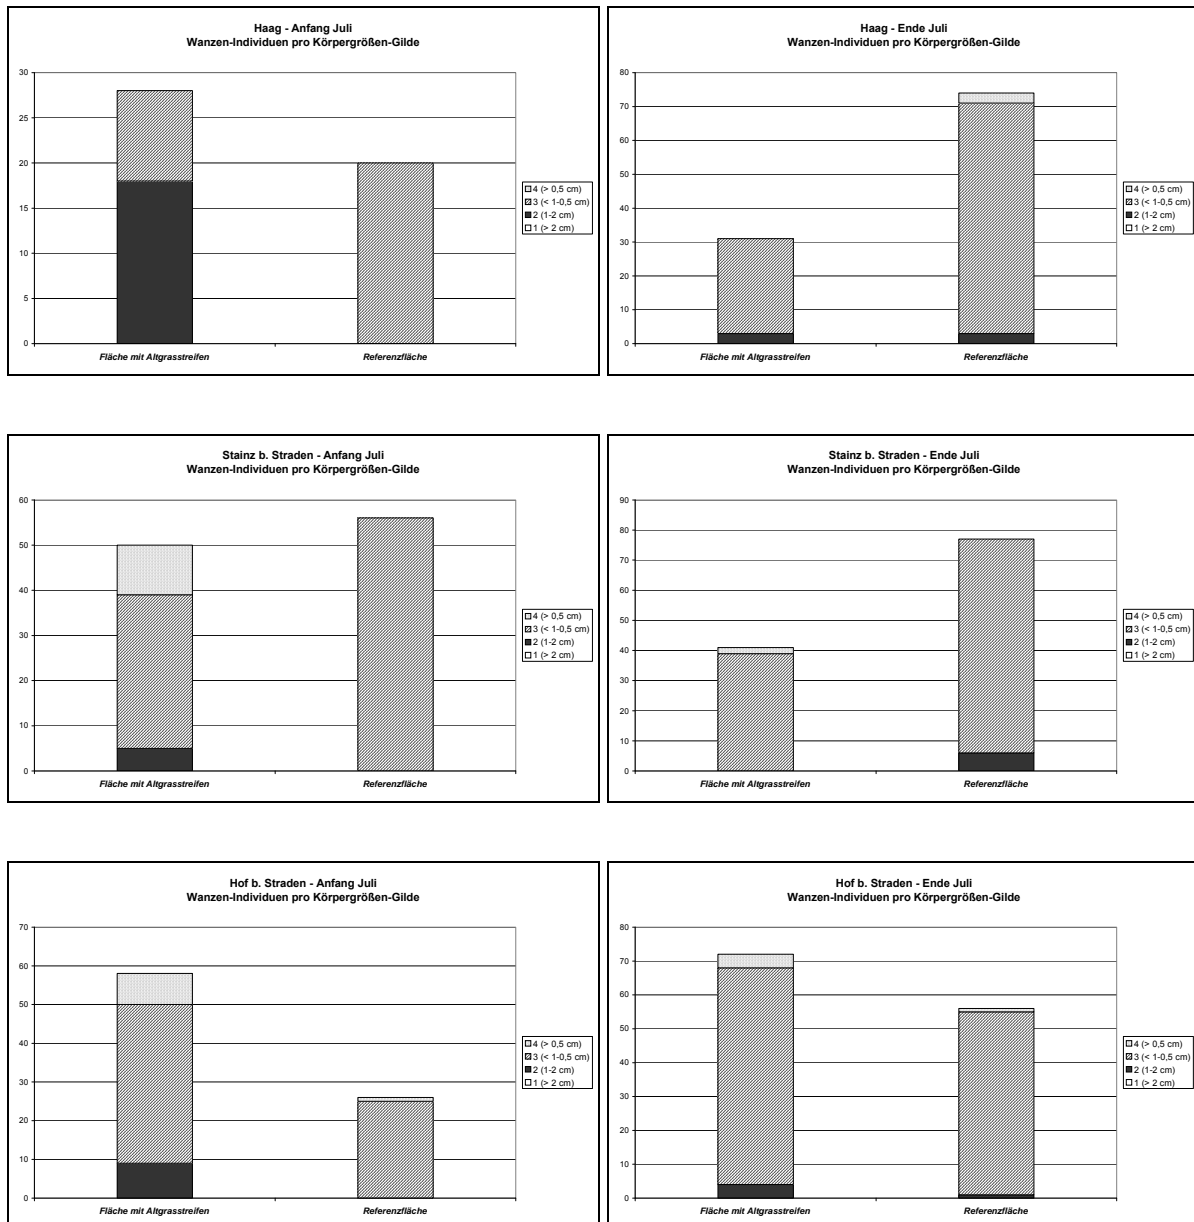 Haag - Anfang Juli
Wanzen-Individuen pro Körpergrößen-Gilde
30
25
20
15
10
5
0
Fläche mit Altgrasstreifen
Referenzfläche
4 (> 0,5 cm)
3 (< 1-0,5 cm)
2 (1-2 cm)
1 (> 2 cm)
Haag - Ende Juli
Wanzen-Individuen pro Körpergrößen-Gilde
80
70
60
50
40
30
20
10
0
Fläche mit Altgrasstreifen
Referenzfläche
4 (> 0,5 cm)
3 (< 1-0,5 cm)
2 (1-2 cm)
1 (> 2 cm)
Stainz b. Straden - Anfang Juli
Wanzen-Individuen pro Körpergrößen-Gilde
60
50
40
30
20
10
0
Fläche mit Altgrasstreifen
Referenzfläche
4 (> 0,5 cm)
3 (< 1-0,5 cm)
2 (1-2 cm)
1 (> 2 cm)
Stainz b. Straden - Ende Juli
Wanzen-Individuen pro Körpergrößen-Gilde
90
80
70
60
50
40
30
20
10
0
Fläche mit Altgrasstreifen
Referenzfläche
4 (> 0,5 cm)
3 (< 1-0,5 cm)
2 (1-2 cm)
1 (> 2 cm)
Hof b. Straden - Anfang Juli
Wanzen-Individuen pro Körpergrößen-Gilde
70
60
50
40
30
20
10
0
Fläche mit Altgrasstreifen
Referenzfläche
4 (> 0,5 cm)
3 (< 1-0,5 cm)
2 (1-2 cm)
1 (> 2 cm)
Hof b. Straden - Ende Juli
Wanzen-Individuen pro Körpergrößen-Gilde
80
70
60
50
40
30
20
10
0
Fläche mit Altgrasstreifen
Referenzfläche
4 (> 0,5 cm)
3 (< 1-0,5 cm)
2 (1-2 cm)
1 (> 2 cm)